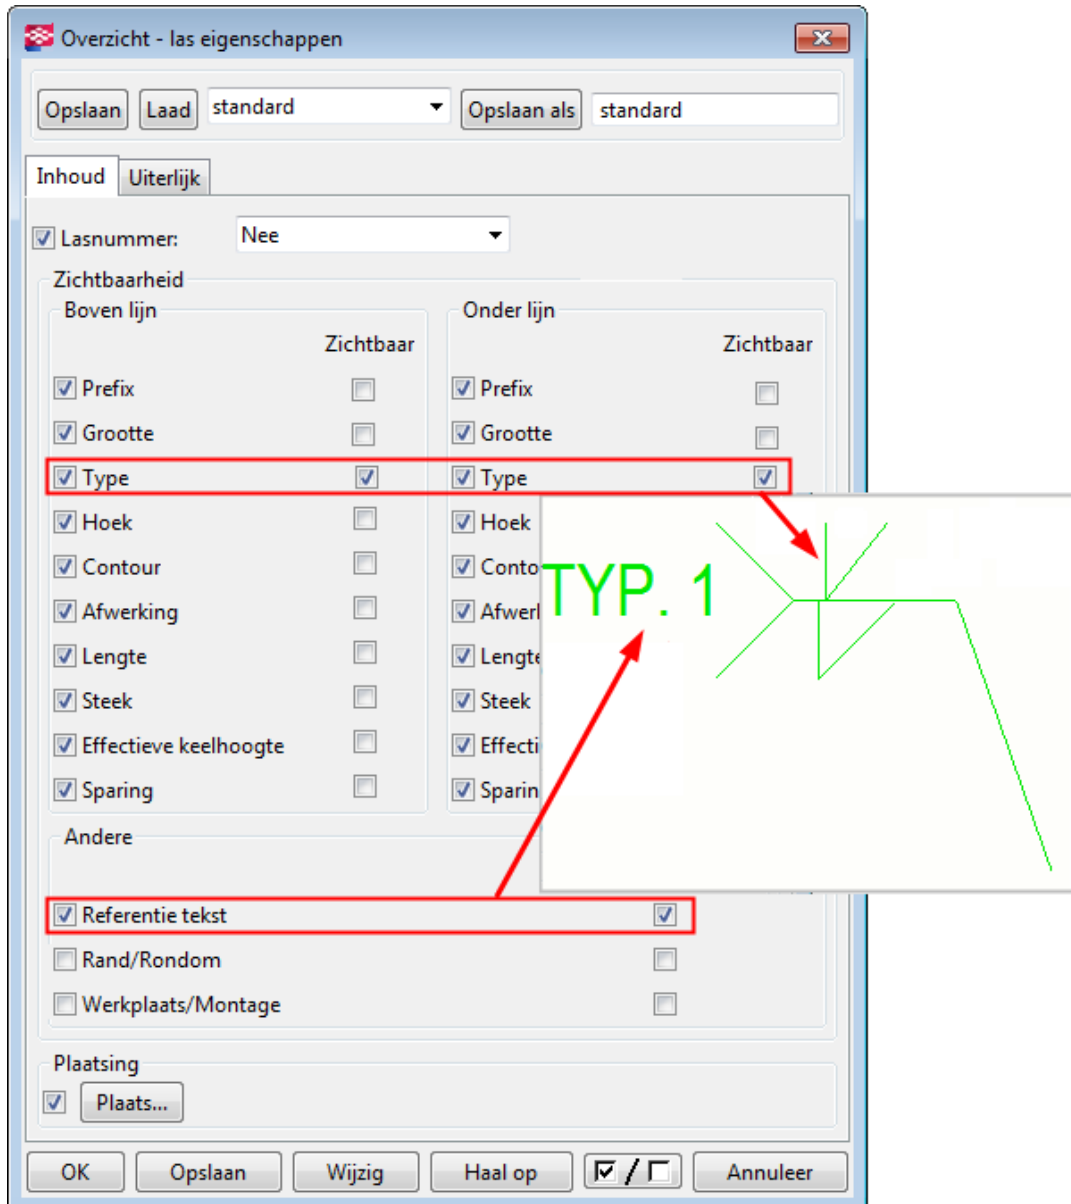 Overzicht - las eigenschappen
Opslaan Laad standard Opslaan als standard
Inhoud Uiterlijk
Lasnummer: Nee
Zichtbaarheid
Boven lijn Onder lijn
Zichtbaar Zichtbaar
Prefix Prefix
Grootte Grootte
Type Type
Hoek Hoek
Contour Conto
Afwerking Afwerl
Lengte Lengte
Steek Steek
Effectieve keelhoogte Effecti
Sparing Sparin
TYP. 1
Andere
Referentie tekst
Rand/Rondom
Werkplaats/Montage
Plaatsing
Plaats...
OK Opslaan Wijzig Haal op / Annuleer